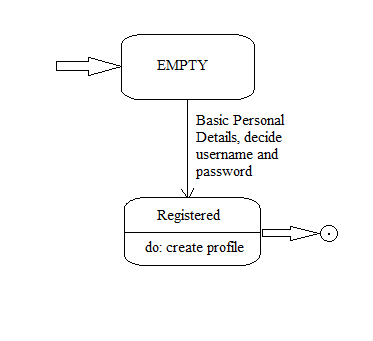 EMPTY
Basic Personal
Details, decide
username and
password
Registered
do: create profile